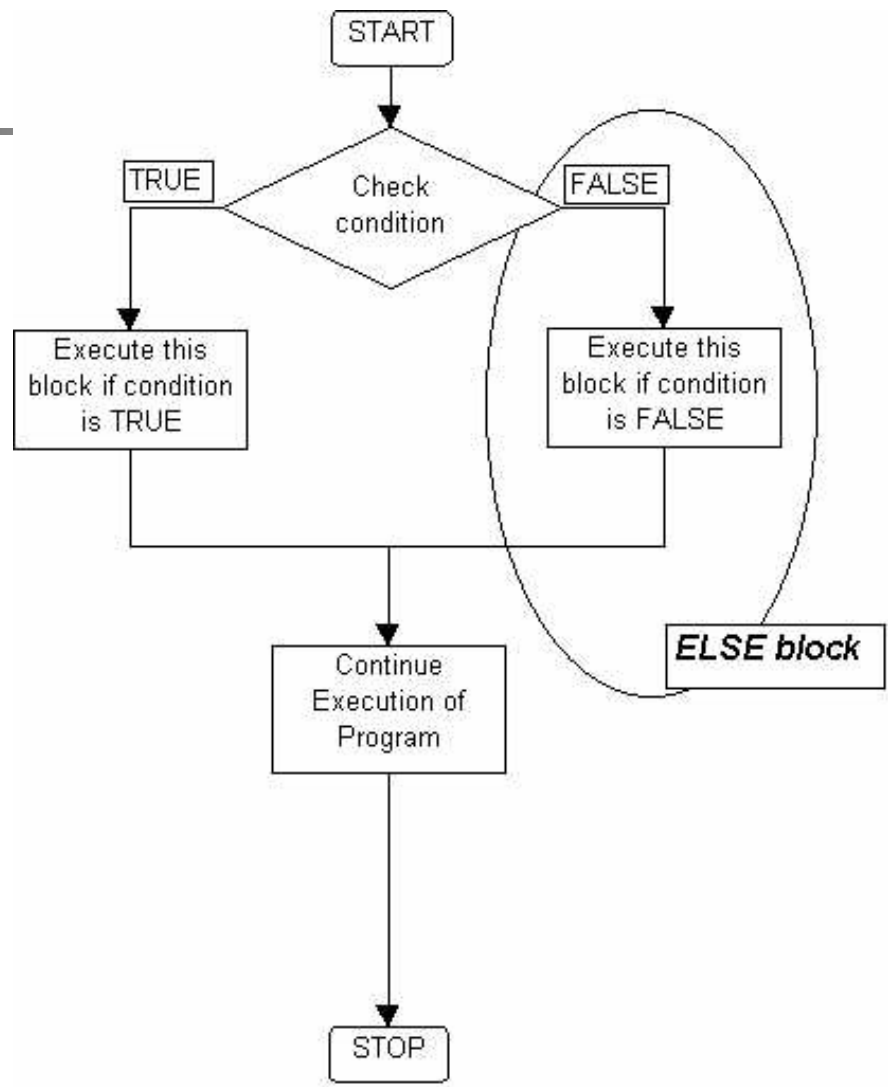 START
TRUE
Check
condition
FALSE
Execute this
block if condition
is TRUE
Execute this
block if condition
is FALSE
ELSE block
Continue
Execution of
Program
STOP